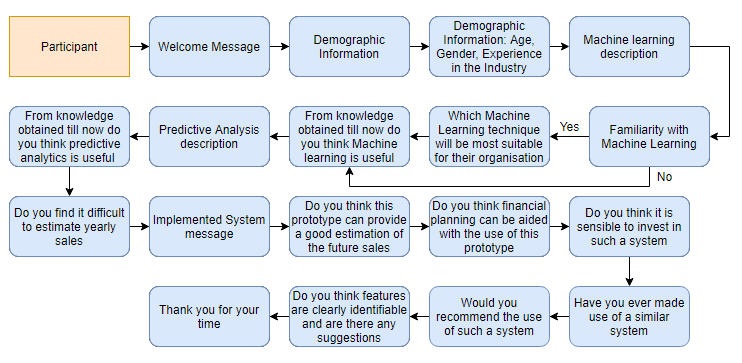 Participant
Welcome Message
Demographic
Information
Demographic
Information: Age,
Gender, Experience
in the Industry
Machine learning
description
Familiarity with
Machine Learning
Yes
No
Which Machine
Learning technique
will be most suitable
for their organisation
From knowledge
obtained till now do
you think Machine
learning is useful
Predictive Analysis
description
From knowledge
obtained till now do
you think predictive
analytics is useful
Do you find it difficult
to estimate yearly
sales
Implemented System
message
Do you think this
prototype can provide
a good estimation of
the future sales
Do you think financial
planning can be aided
with the use of this
prototype
Do you think it is
sensible to invest in
such a system
Have you ever made
use of a similar
system
Would you
recommend the use
of such a system
Do you think features
are clearly identifiable
and are there any
suggestions
Thank you for your
time